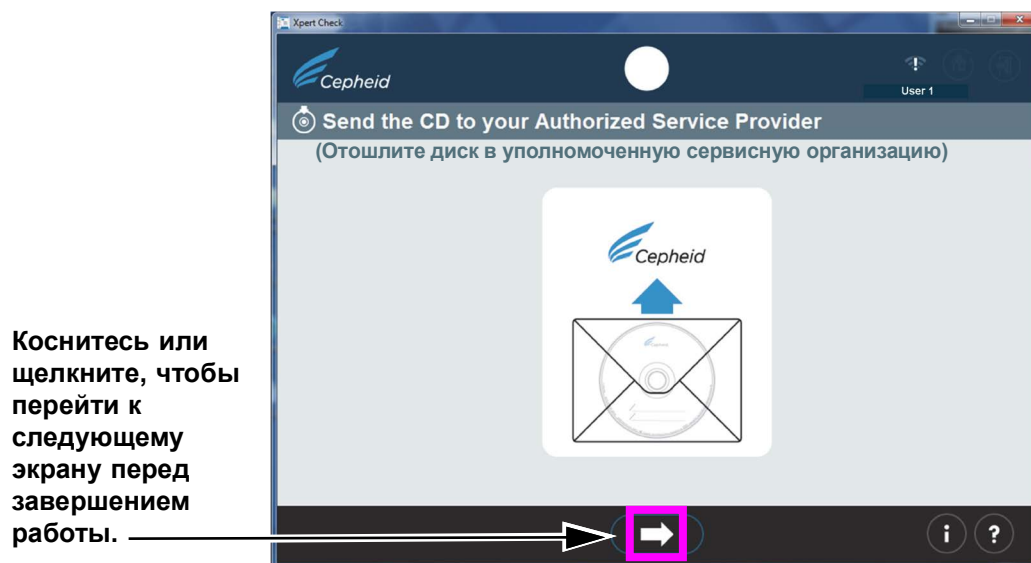 Xpert Check
Cepheid
User 1
Send the CD to your Authorized Service Provider
(Отошлите диск в уполномоченную сервисную организацию)
Cepheid
Cepheid
Коснитесь или
щелкните, чтобы
перейти к
следующему
экрану перед
завершением
работы.
i ?